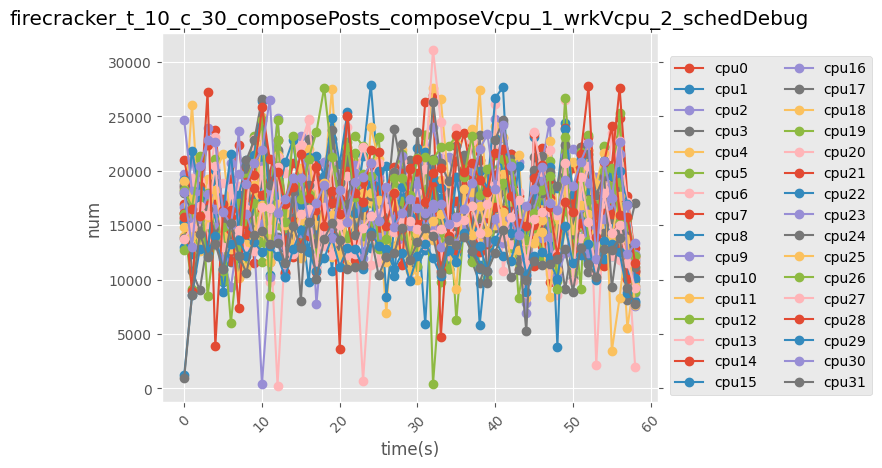 firecracker_t_10_c_30_composePosts_composeVcpu_1_wrkVcpu_2_schedDebug
num
30000
25000
20000
15000
10000
5000
0
0 10 20 30 40 50 60
time(s)
cpu0 cpu16
cpu1 cpu17
cpu2 cpu18
cpu3 cpu19
cpu4 cpu20
cpu5 cpu21
cpu6 cpu22
cpu7 cpu23
cpu8 cpu24
cpu9 cpu25
cpu10 cpu26
cpu11 cpu27
cpu12 cpu28
cpu13 cpu29
cpu14 cpu30
cpu15 cpu31